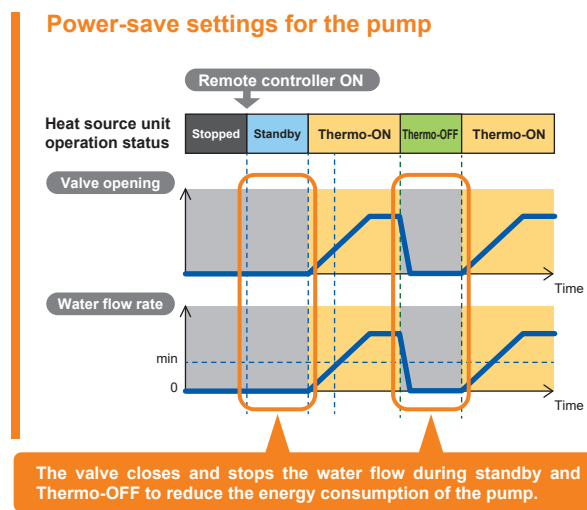 Power-save settings for the pump
Remote controller ON
Heat source unit
operation status
Stopped
Standby
Thermo-ON
Thermo-OFF
Thermo-ON
Valve opening
Time
Water flow rate
min
0
Time
The valve closes and stops the water flow during standby and
Thermo-OFF to reduce the energy consumption of the pump.